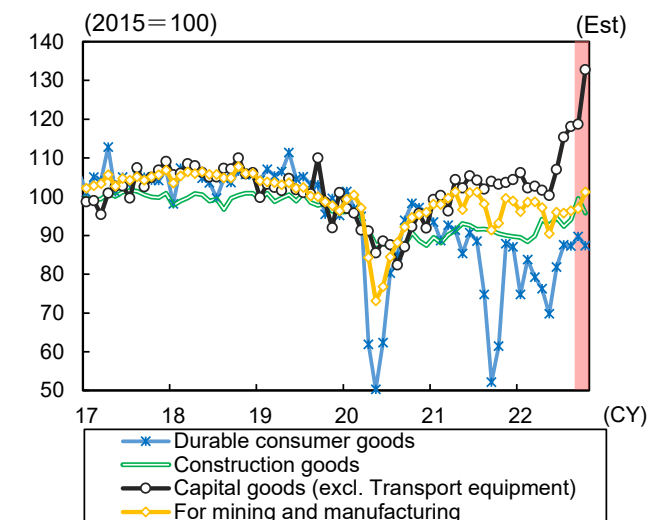 (2015=100)
(Est)
140
130
120
110
100
90
80
70
60
50
17 18 19 20 21 22 (CY)
Durable consumer goods
Construction goods
Capital goods (excl. Transport equipment)
For mining and manufacturing